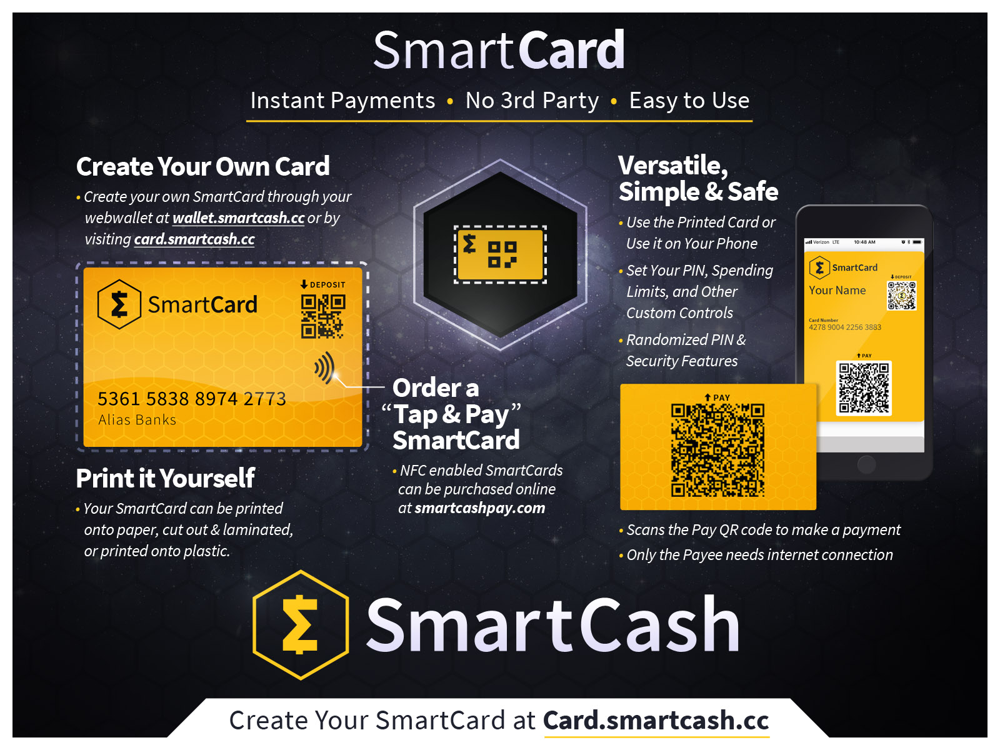 SmartCard
Instant Payments • No 3rd Party • Easy to Use
Create Your Own Card
• Create your own SmartCard through your
webwallet at wallet.smartcash.cc or by
visiting card.smartcash.cc
SmartCard
DEPOSIT
5361 5838 8974 2773
Alias Banks
Print it Yourself
• Your SmartCard can be printed
onto paper, cut out & laminated,
or printed onto plastic.
Order a
“Tap & Pay”
SmartCard
• NFC enabled SmartCards
can be purchased online
at smartcashpay.com
Versatile,
Simple & Safe
• Use the Printed Card or
Use it on Your Phone
• Set Your PIN, Spending
Limits, and Other
Custom Controls
• Randomized PIN &
Security Features
Verizon LTE 10:48 AM
SmartCard
DEPOSIT
Your Name
Card Number
4278 9004 2256 3883
PAY
PAY
• Scans the Pay QR code to make a payment
• Only the Payee needs internet connection
SmartCash
Create Your SmartCard at Card.smartcash.cc